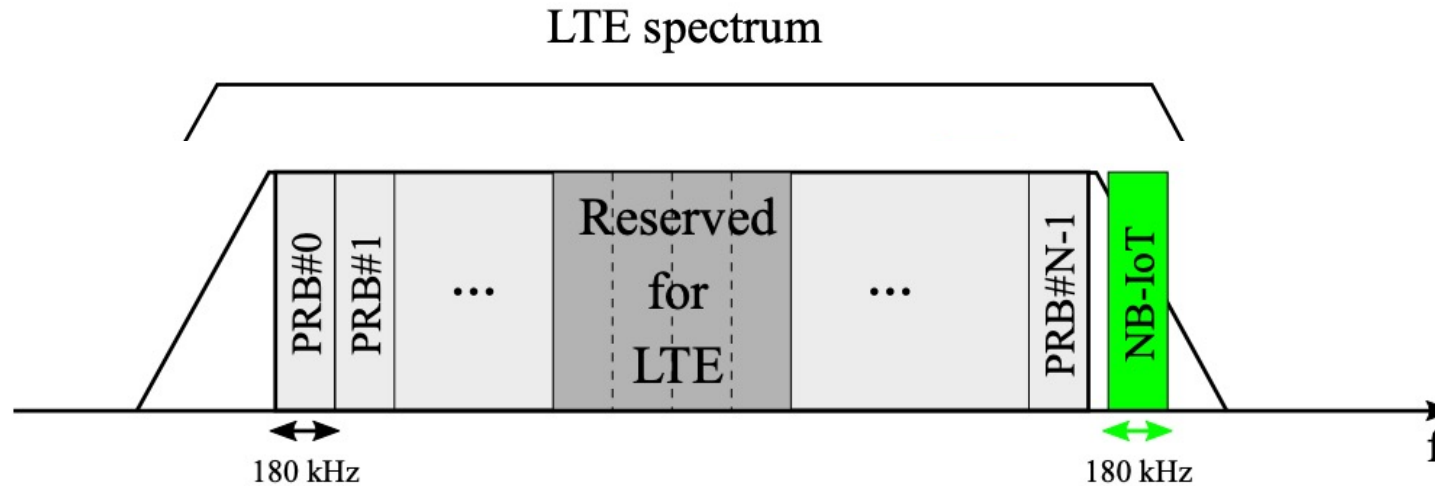 LTE spectrum
PRB#0
PRB#1
...
Reserved
for
LTE
...
PRB#N-1
NB-IoT
f
180 kHz
180 kHz